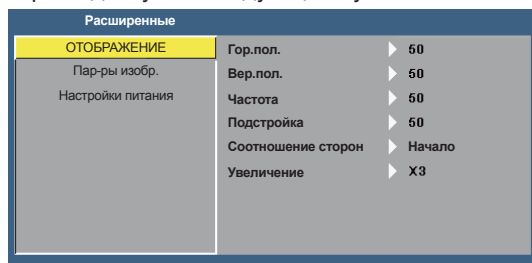 Расширенные
ОТОБРАЖЕНИЕ
Пар-ры изобр.
Настройки питания
Гор.пол. 50
Вер.пол. 50
Частота 50
Подстройка 50
Соотношение сторон Начало
Увеличение X3